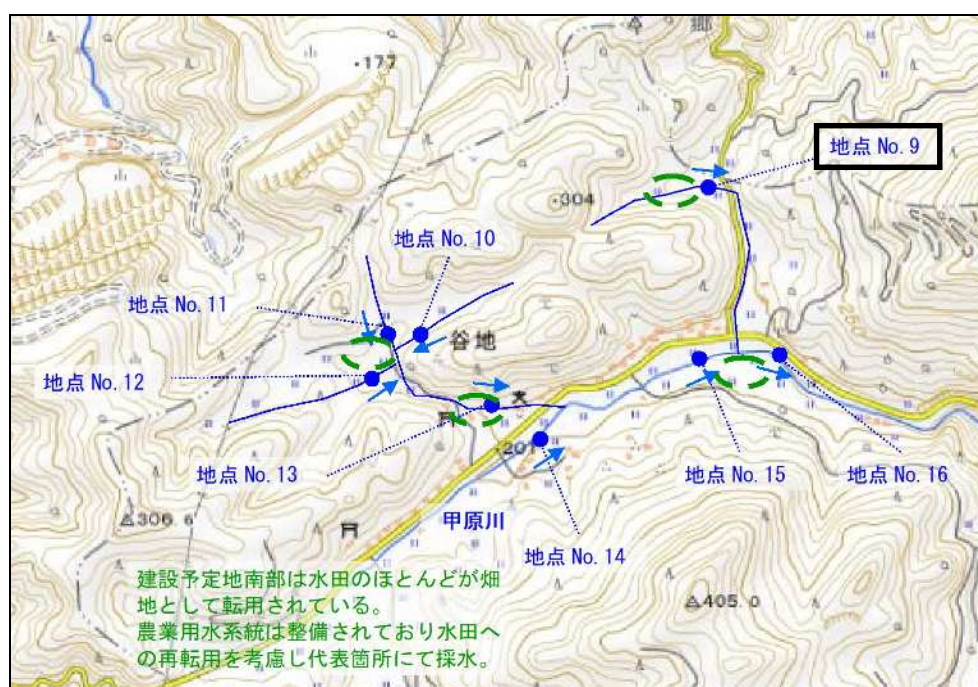 郷
・177
地点 No.9
・304
地点 No.10
地点 No.11
谷地
地点 No.12
・201
地点 No.13
地点 No.15
地点 No.16
甲原川
地点 No.14
△306.6
建設予定地南部は水田のほとんどが畑
地として転用されている。
農業用水系統は整備されており水田へ
の再転用を考慮し代表箇所にて採水。
△405.0